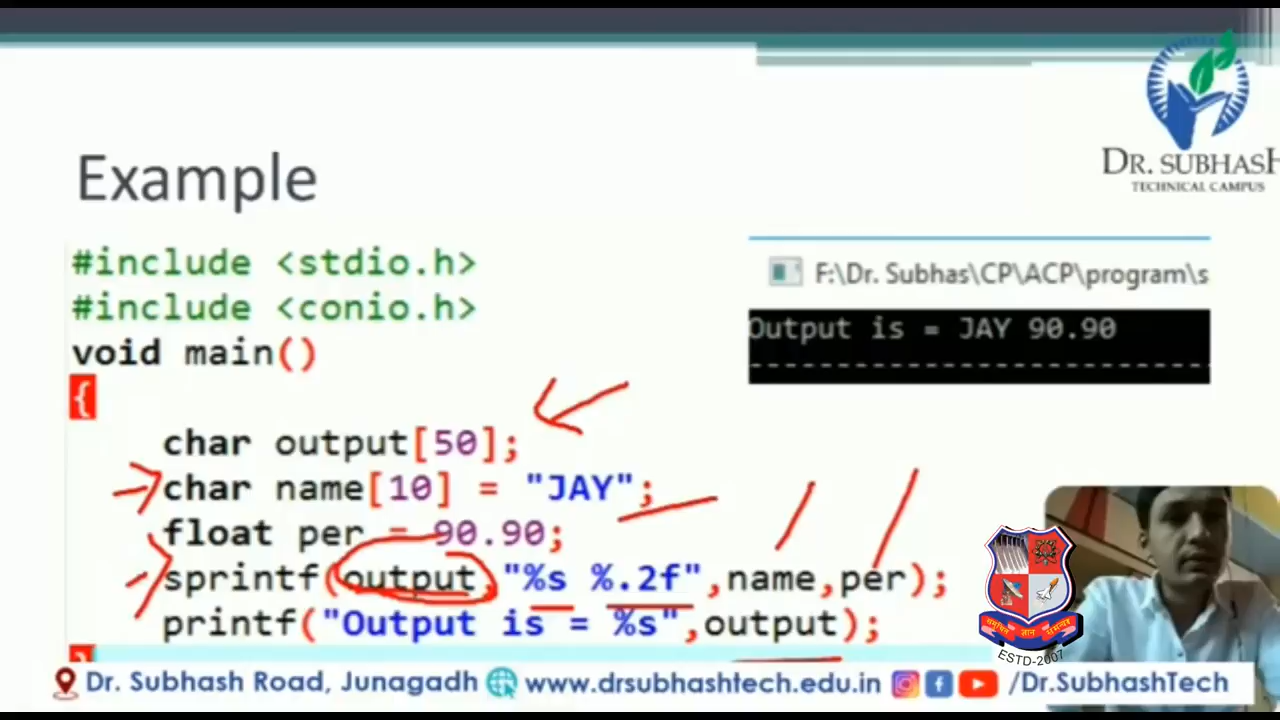 DR. SUBHASH
TECHNICAL CAMPUS
Example
#include <stdio.h>
#include <conio.h>
void main()
{
char output[50];
char name[10] = "JAY";
float per = 90.90;
sprintf(output,"%s %.2f",name,per);
printf("Output is = %s",output);
}
F:\Dr. Subhas\CP\ACP\program\s
Output is = JAY 90.90
--------------------------------
ESTD-2007
Dr. Subhash Road, Junagadh www.drsubhashtech.edu.in /Dr.SubhashTech